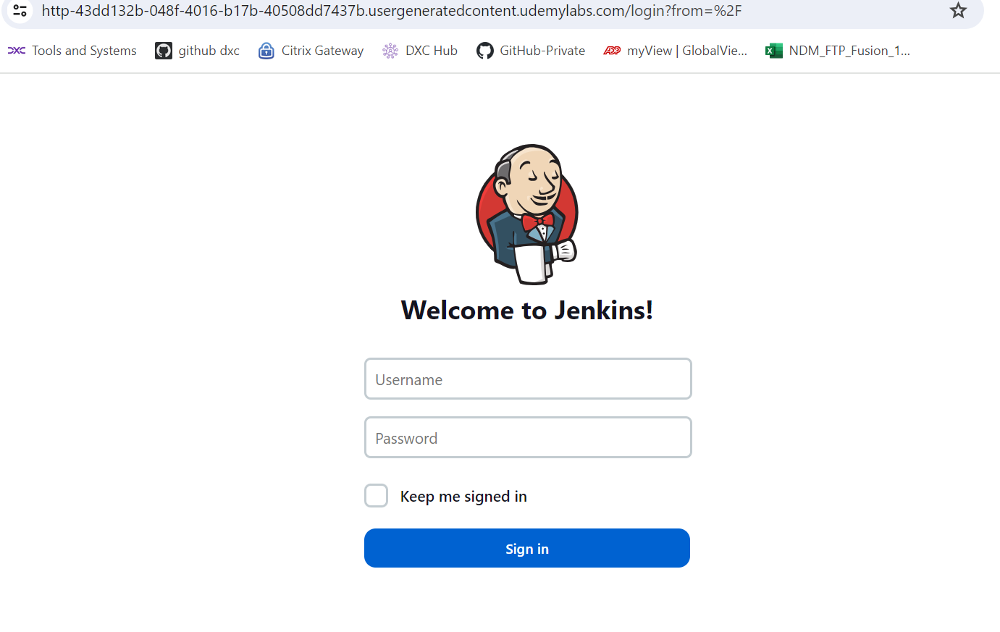 http-43dd132b-048f-4016-b17b-40508dd7437b.usergeneratedcontent.udemylabs.com/login?from=%2F
DXC Tools and Systems github dxc Citrix Gateway DXC Hub GitHub-Private ADP myView | GlobalVie... NDM_FTP_Fusion_1...
Welcome to Jenkins!
Username
Password
Keep me signed in
Sign in